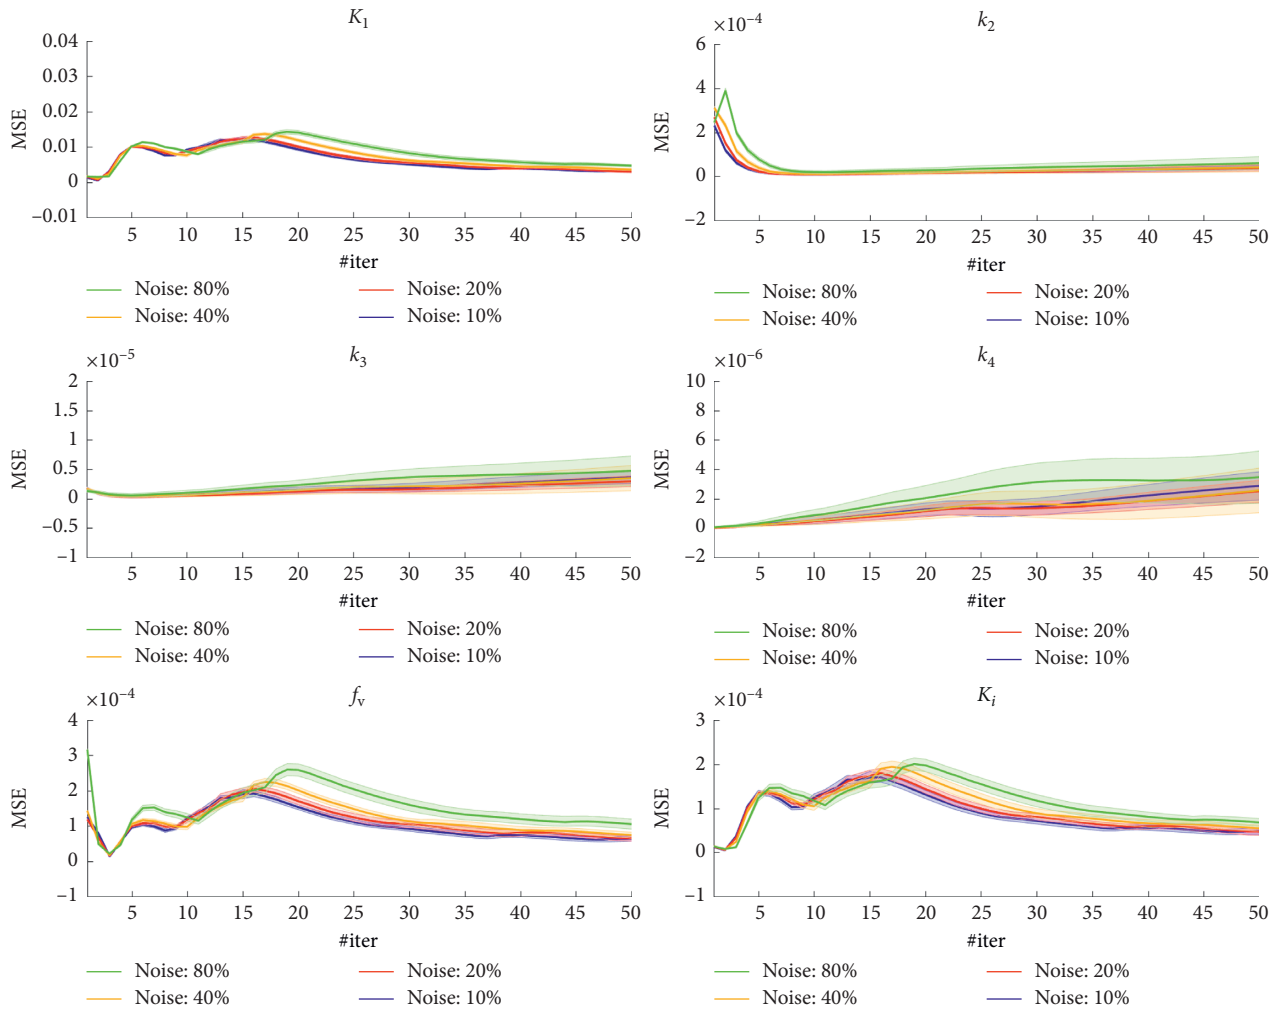 K1
MSE
0.04
0.03
0.02
0.01
0
–0.01
5 10 15 20 25 30 35 40 45 50
#iter
Noise: 80% Noise: 20%
Noise: 40% Noise: 10%
k2
×10–4
MSE
6
4
2
0
–2
5 10 15 20 25 30 35 40 45 50
#iter
Noise: 80% Noise: 20%
Noise: 40% Noise: 10%
k3
×10–5
MSE
2
1.5
1
0.5
0
–0.5
–1
5 10 15 20 25 30 35 40 45 50
#iter
Noise: 80% Noise: 20%
Noise: 40% Noise: 10%
k4
×10–6
MSE
10
8
6
4
2
0
–2
5 10 15 20 25 30 35 40 45 50
#iter
Noise: 80% Noise: 20%
Noise: 40% Noise: 10%
fv
×10–4
MSE
4
3
2
1
0
–1
5 10 15 20 25 30 35 40 45 50
#iter
Noise: 80% Noise: 20%
Noise: 40% Noise: 10%
Ki
×10–4
MSE
3
2
1
0
–1
5 10 15 20 25 30 35 40 45 50
#iter
Noise: 80% Noise: 20%
Noise: 40% Noise: 10%